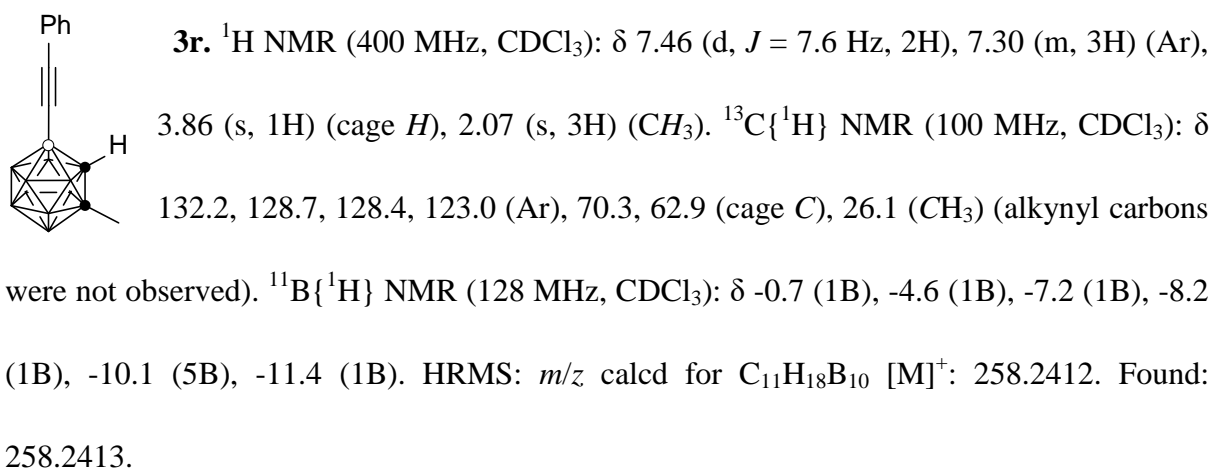 Ph
H
3r. ¹H NMR (400 MHz, CDCl₃): δ 7.46 (d, J = 7.6 Hz, 2H), 7.30 (m, 3H) (Ar),
3.86 (s, 1H) (cage H), 2.07 (s, 3H) (CH₃). ¹³C{¹H} NMR (100 MHz, CDCl₃): δ
132.2, 128.7, 128.4, 123.0 (Ar), 70.3, 62.9 (cage C), 26.1 (CH₃) (alkynyl carbons
were not observed). ¹¹B{¹H} NMR (128 MHz, CDCl₃): δ -0.7 (1B), -4.6 (1B), -7.2 (1B), -8.2
(1B), -10.1 (5B), -11.4 (1B). HRMS: m/z calcd for C₁₁H₁₈B₁₀ [M]⁺: 258.2412. Found:
258.2413.